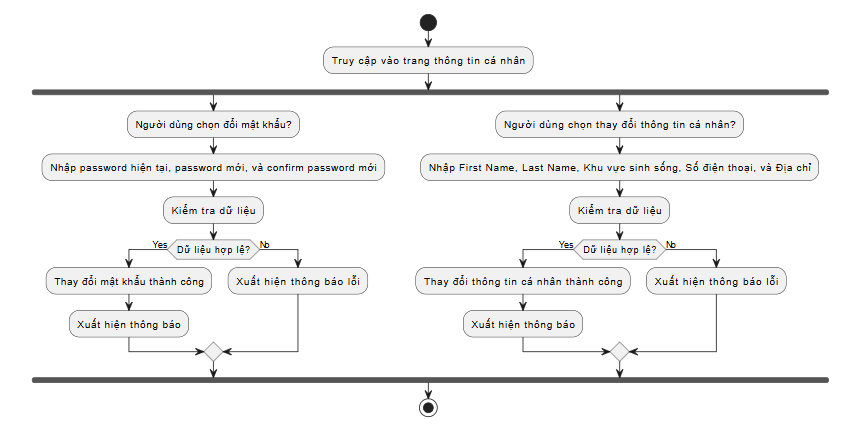 Truy cập vào trang thông tin cá nhân
Người dùng chọn đổi mật khẩu?
Nhập password hiện tại, password mới, và confirm password mới
Kiểm tra dữ liệu
Dữ liệu hợp lệ?
Yes
No
Thay đổi mật khẩu thành công
Xuất hiện thông báo lỗi
Xuất hiện thông báo
Người dùng chọn thay đổi thông tin cá nhân?
Nhập First Name, Last Name, Khu vực sinh sống, Số điện thoại, và Địa chỉ
Kiểm tra dữ liệu
Dữ liệu hợp lệ?
Yes
No
Thay đổi thông tin cá nhân thành công
Xuất hiện thông báo lỗi
Xuất hiện thông báo